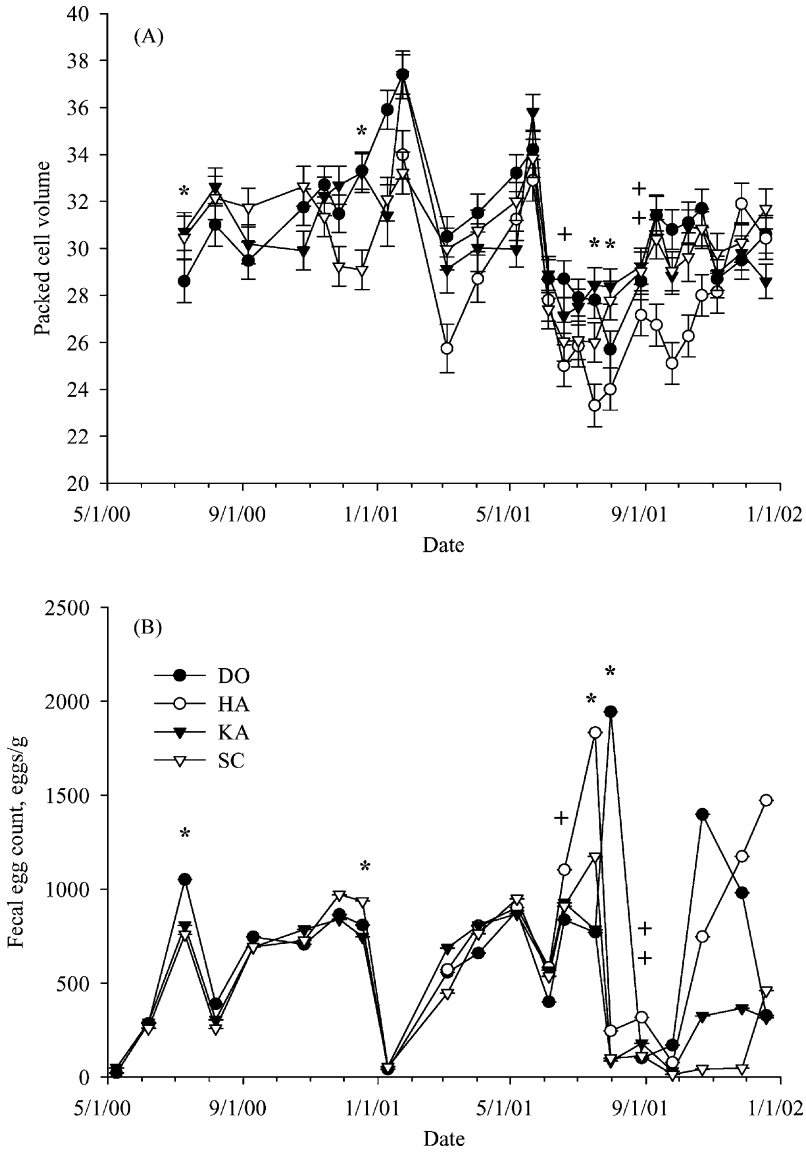 (A)
Packed cell volume
40
38
36
34
32
30
28
26
24
22
20
*
*
+
* *
+
+
5/1/00 9/1/00 1/1/01 5/1/01 9/1/01 1/1/02
Date
(B)
Fecal egg count, eggs/g
2500
2000
1500
1000
500
0
DO
HA
KA
SC
*
*
+
*
*
+
+
5/1/00 9/1/00 1/1/01 5/1/01 9/1/01 1/1/02
Date